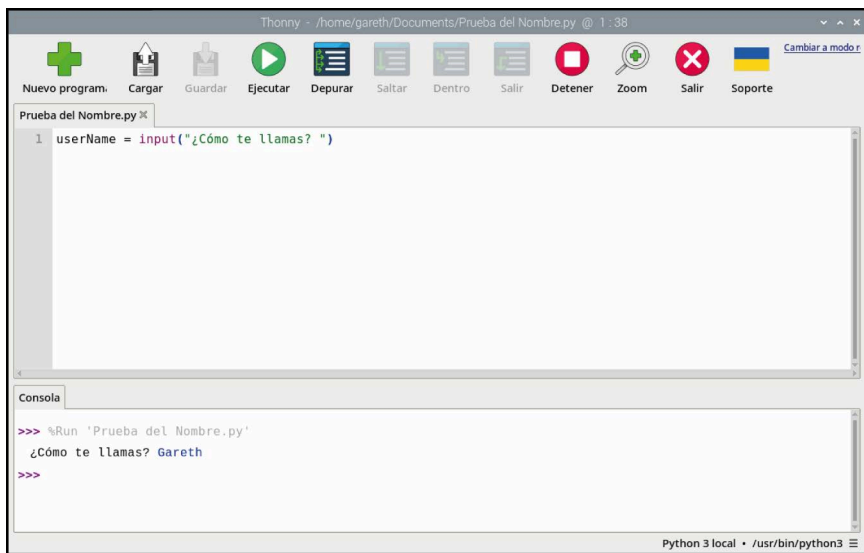 Thonny - /home/gareth/Documents/Prueba del Nombre.py @ 1:38
Cambiar a modo r
Nuevo program. Cargar Guardar Ejecutar Depurar Saltar Dentro Salir Detener Zoom Salir Soporte
Prueba del Nombre.py
1 userName = input("¿Cómo te llamas? ")
Consola
>>> %Run 'Prueba del Nombre.py'
¿Cómo te llamas? Gareth
>>>
Python 3 local • /usr/bin/python3 ☰